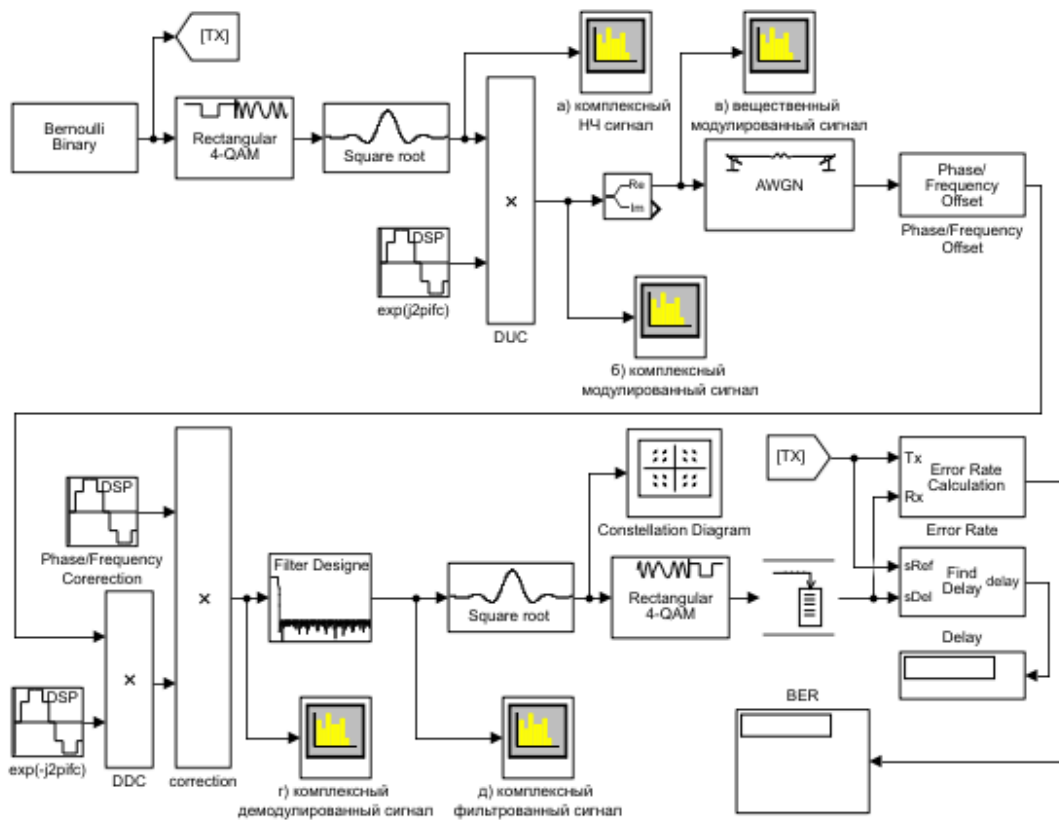 [TX]
Bernoulli
Binary
Rectangular
4-QAM
Square root
а) комплексный
НЧ сигнал
в) вещественный
модулированный сигнал
×
Re
Im
AWGN
Phase/
Frequency
Offset
Phase/Frequency
Offset
DSP
exp(j2pifc)
DUC
б) комплексный
модулированный сигнал
DSP
Phase/Frequency
Corerection
×
correction
Filter Designe
Square root
Constellation Diagram
Rectangular
4-QAM
[TX]
Tx
Rx
Error Rate
Calculation
Error Rate
sRef
sDel
Find
Delay
delay
Delay
DSP
exp(-j2pifc)
×
DDC
г) комплексный
демодулированный сигнал
д) комплексный
фильтрованный сигнал
BER